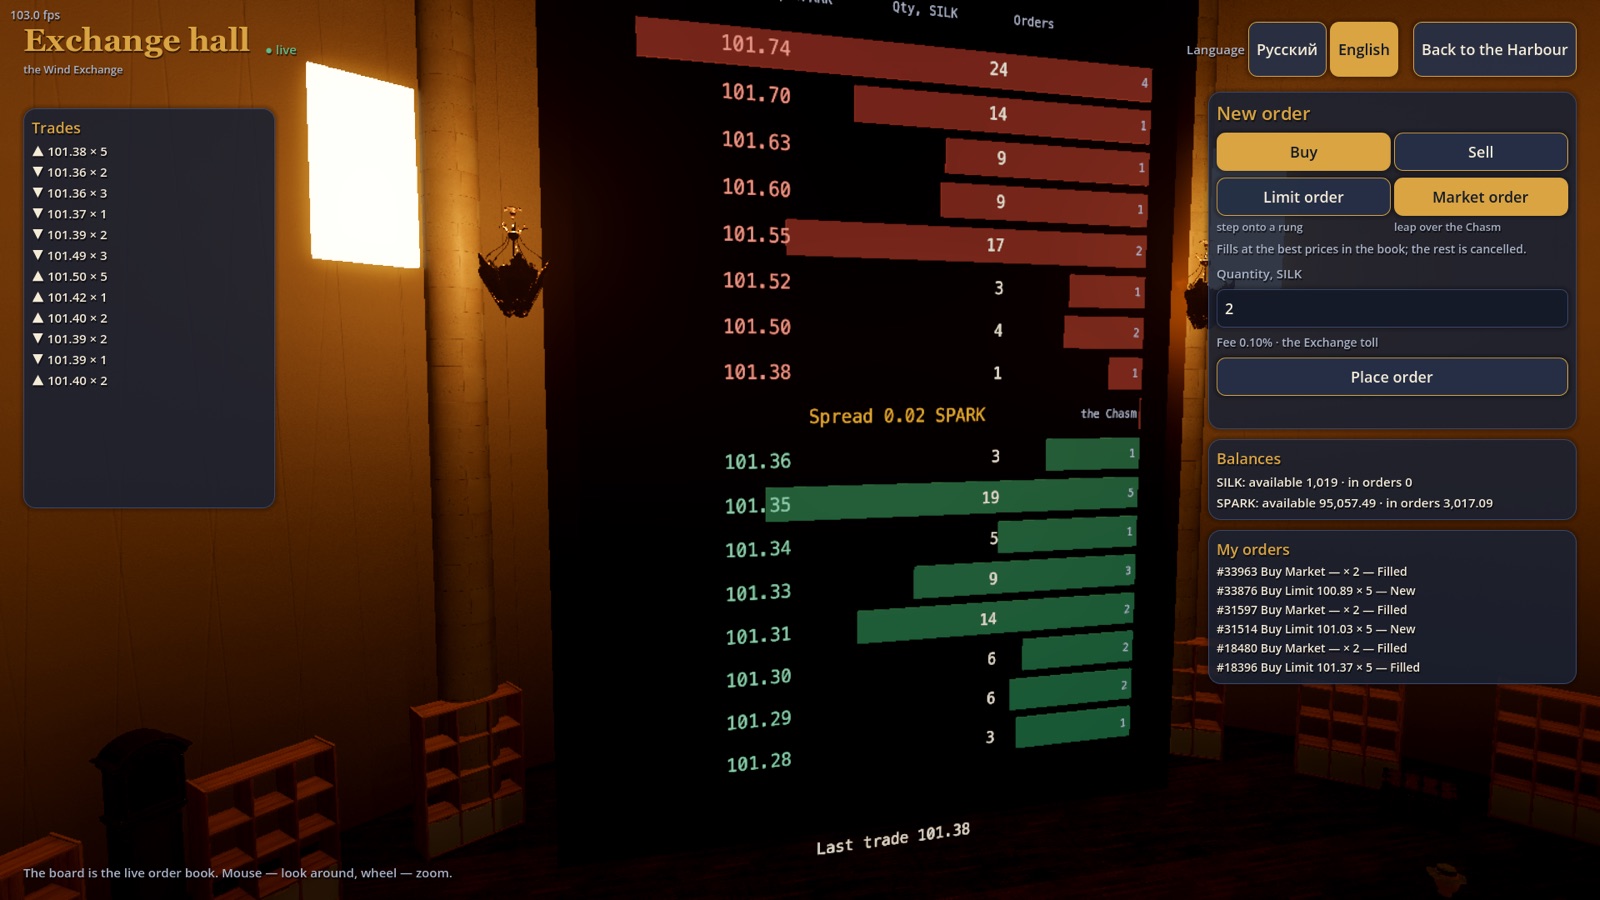 103.0 fps
Exchange hall
● live
the Wind Exchange
Trades
▲ 101.38 × 5
▼ 101.36 × 2
▼ 101.36 × 3
▼ 101.37 × 1
▼ 101.39 × 2
▼ 101.49 × 3
▲ 101.50 × 5
▲ 101.42 × 1
▲ 101.40 × 2
▼ 101.39 × 2
▼ 101.39 × 1
▲ 101.40 × 2
Qty, SILK Orders
101.74 24 4
101.70 14 1
101.63 9 1
101.60 9 1
101.55 17 2
101.52 3 1
101.50 4 2
101.38 1 1
Spread 0.02 SPARK the Chasm
101.36 3 1
101.35 19 5
101.34 5 1
101.33 9 3
101.31 14 2
101.30 6 2
101.29 6 2
101.28 3 1
Last trade 101.38
Language Русский English Back to the Harbour
New order
Buy Sell
Limit order Market order
step onto a rung leap over the Chasm
Fills at the best prices in the book; the rest is cancelled.
Quantity, SILK
2
Fee 0.10% · the Exchange toll
Place order
Balances
SILK: available 1,019 · in orders 0
SPARK: available 95,057.49 · in orders 3,017.09
My orders
#33963 Buy Market — × 2 — Filled
#33876 Buy Limit 100.89 × 5 — New
#31597 Buy Market — × 2 — Filled
#31514 Buy Limit 101.03 × 5 — New
#18480 Buy Market — × 2 — Filled
#18396 Buy Limit 101.37 × 5 — Filled
The board is the live order book. Mouse — look around, wheel — zoom.